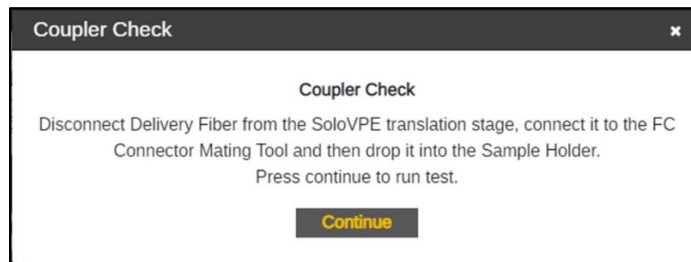 Coupler Check
Coupler Check
Disconnect Delivery Fiber from the SoloVPE translation stage, connect it to the FC
Connector Mating Tool and then drop it into the Sample Holder.
Press continue to run test.
Continue